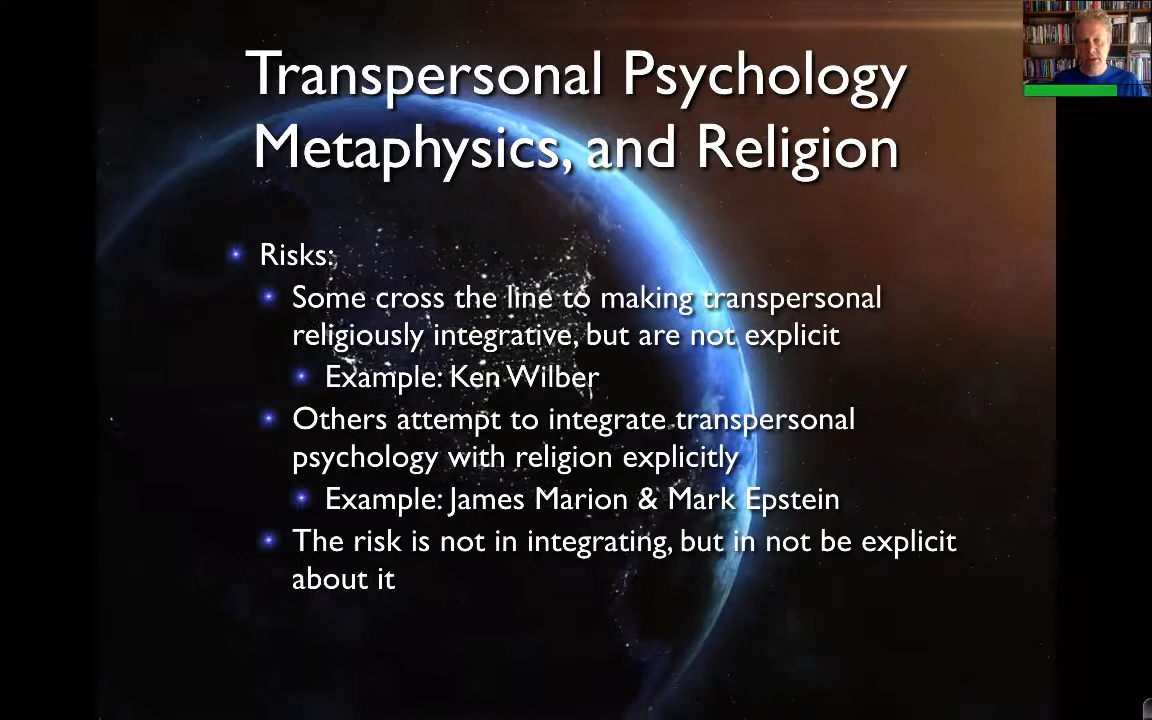 Transpersonal Psychology
Metaphysics, and Religion
Risks:
Some cross the line to making transpersonal
religiously integrative, but are not explicit
Example: Ken Wilber
Others attempt to integrate transpersonal
psychology with religion explicitly
Example: James Marion & Mark Epstein
The risk is not in integrating, but in not be explicit
about it